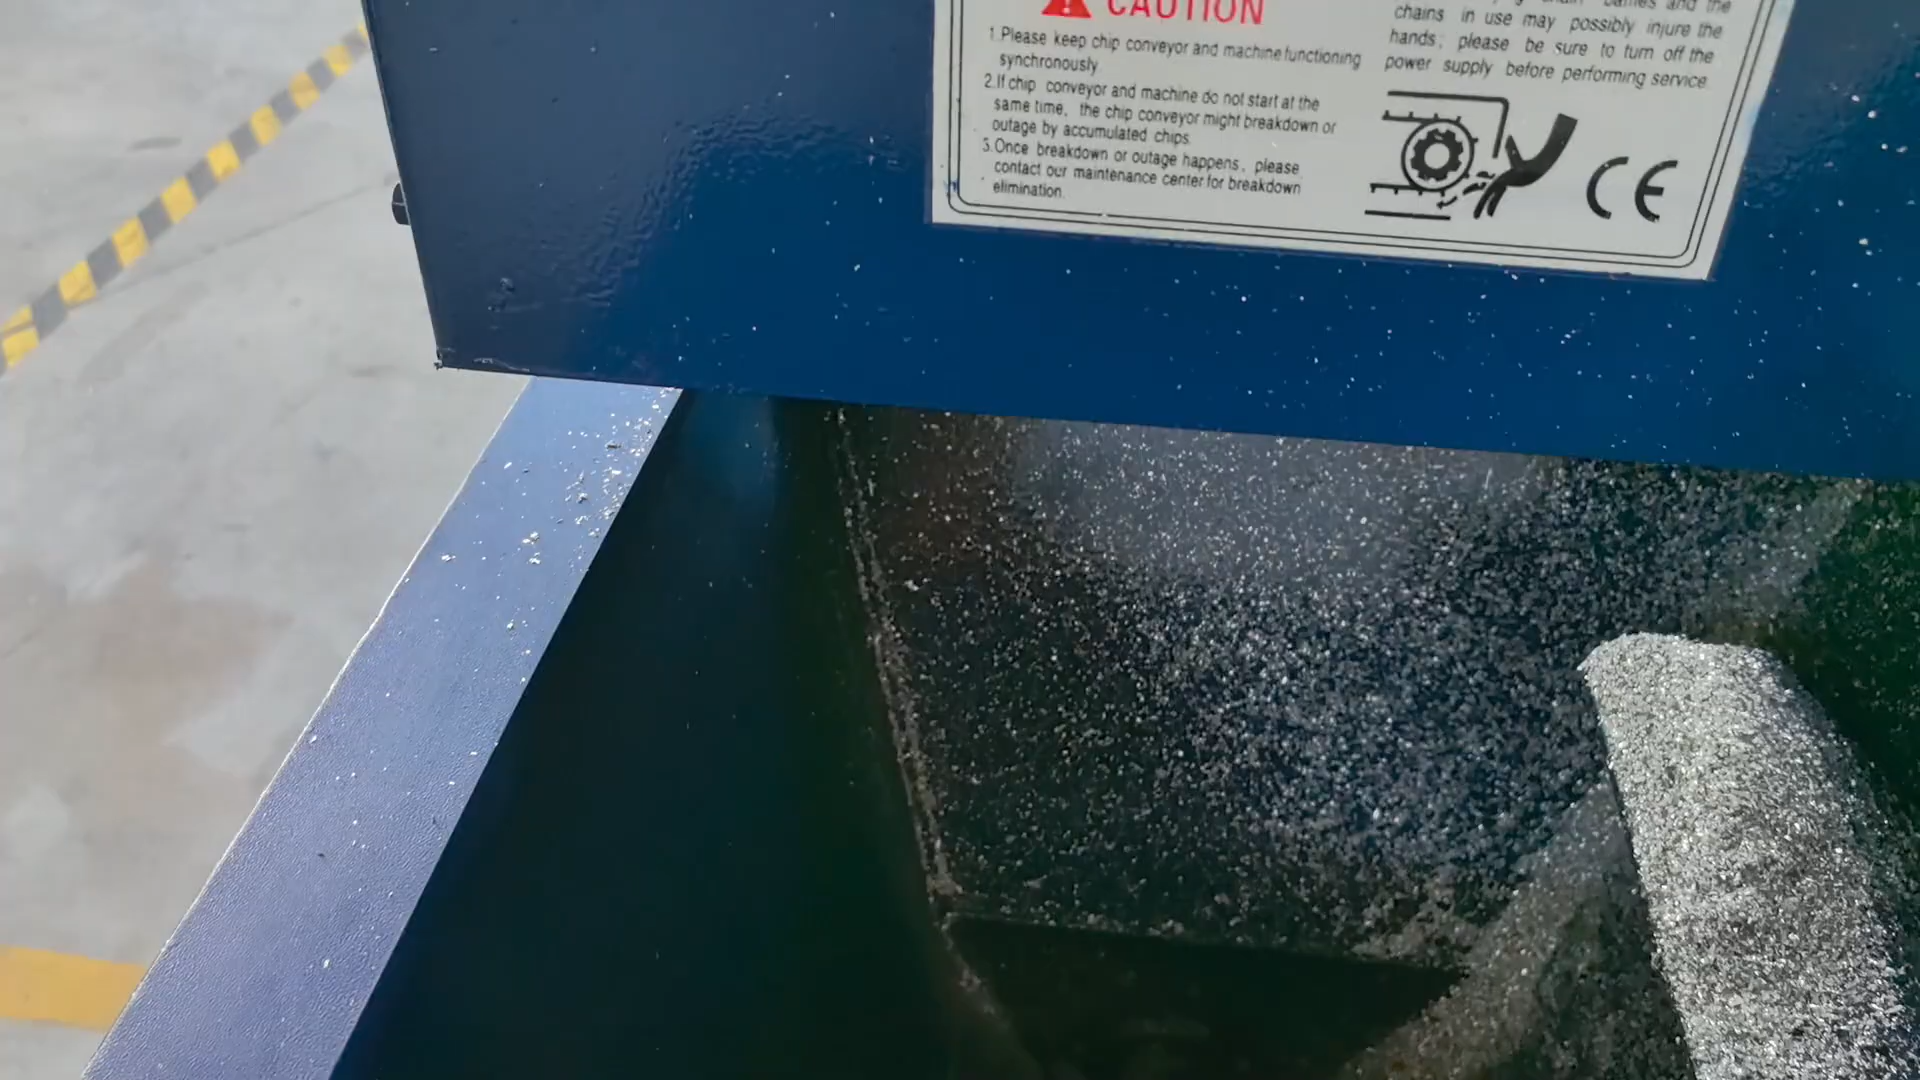 CAUTION
1.Please keep chip conveyor and machine functioning
synchronously
2.If chip conveyor and machine do not start at the
same time, the chip conveyor might breakdown or
outage by accumulated chips.
3.Once breakdown or outage happens, please
contact our maintenance center for breakdown
elimination.
and the
chains in use may possibly injure the
hands; please be sure to turn off the
power supply before performing service
CE